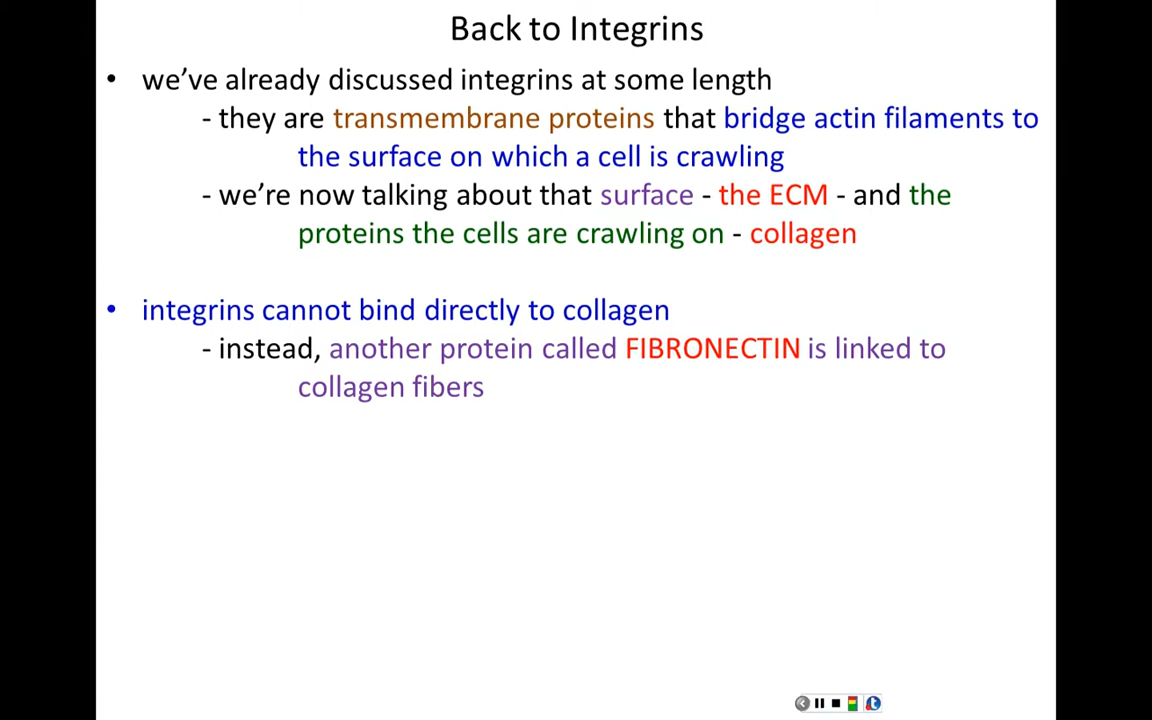 Back to Integrins
• we’ve already discussed integrins at some length
- they are transmembrane proteins that bridge actin filaments to
the surface on which a cell is crawling
- we’re now talking about that surface - the ECM - and the
proteins the cells are crawling on - collagen
• integrins cannot bind directly to collagen
- instead, another protein called FIBRONECTIN is linked to
collagen fibers